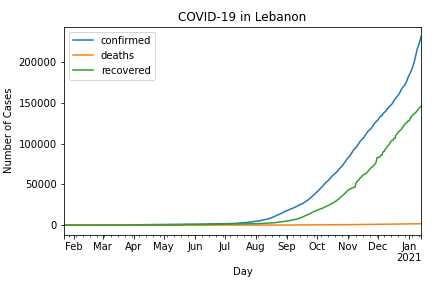 COVID-19 in Lebanon
confirmed
deaths
recovered
Number of Cases
200000
150000
100000
50000
0
Feb Mar Apr May Jun Jul Aug Sep Oct Nov Dec Jan
2021
Day